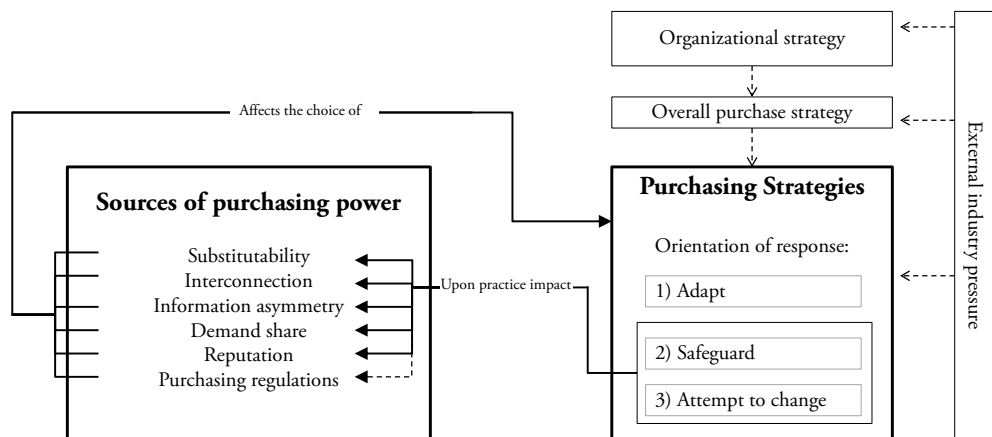 Organizational strategy
Affects the choice of
Overall purchase strategy
External industry pressure
Sources of purchasing power
Substitutability
Interconnection
Information asymmetry
Demand share
Reputation
Purchasing regulations
Upon practice impact
Purchasing Strategies
Orientation of response:
1) Adapt
2) Safeguard
3) Attempt to change